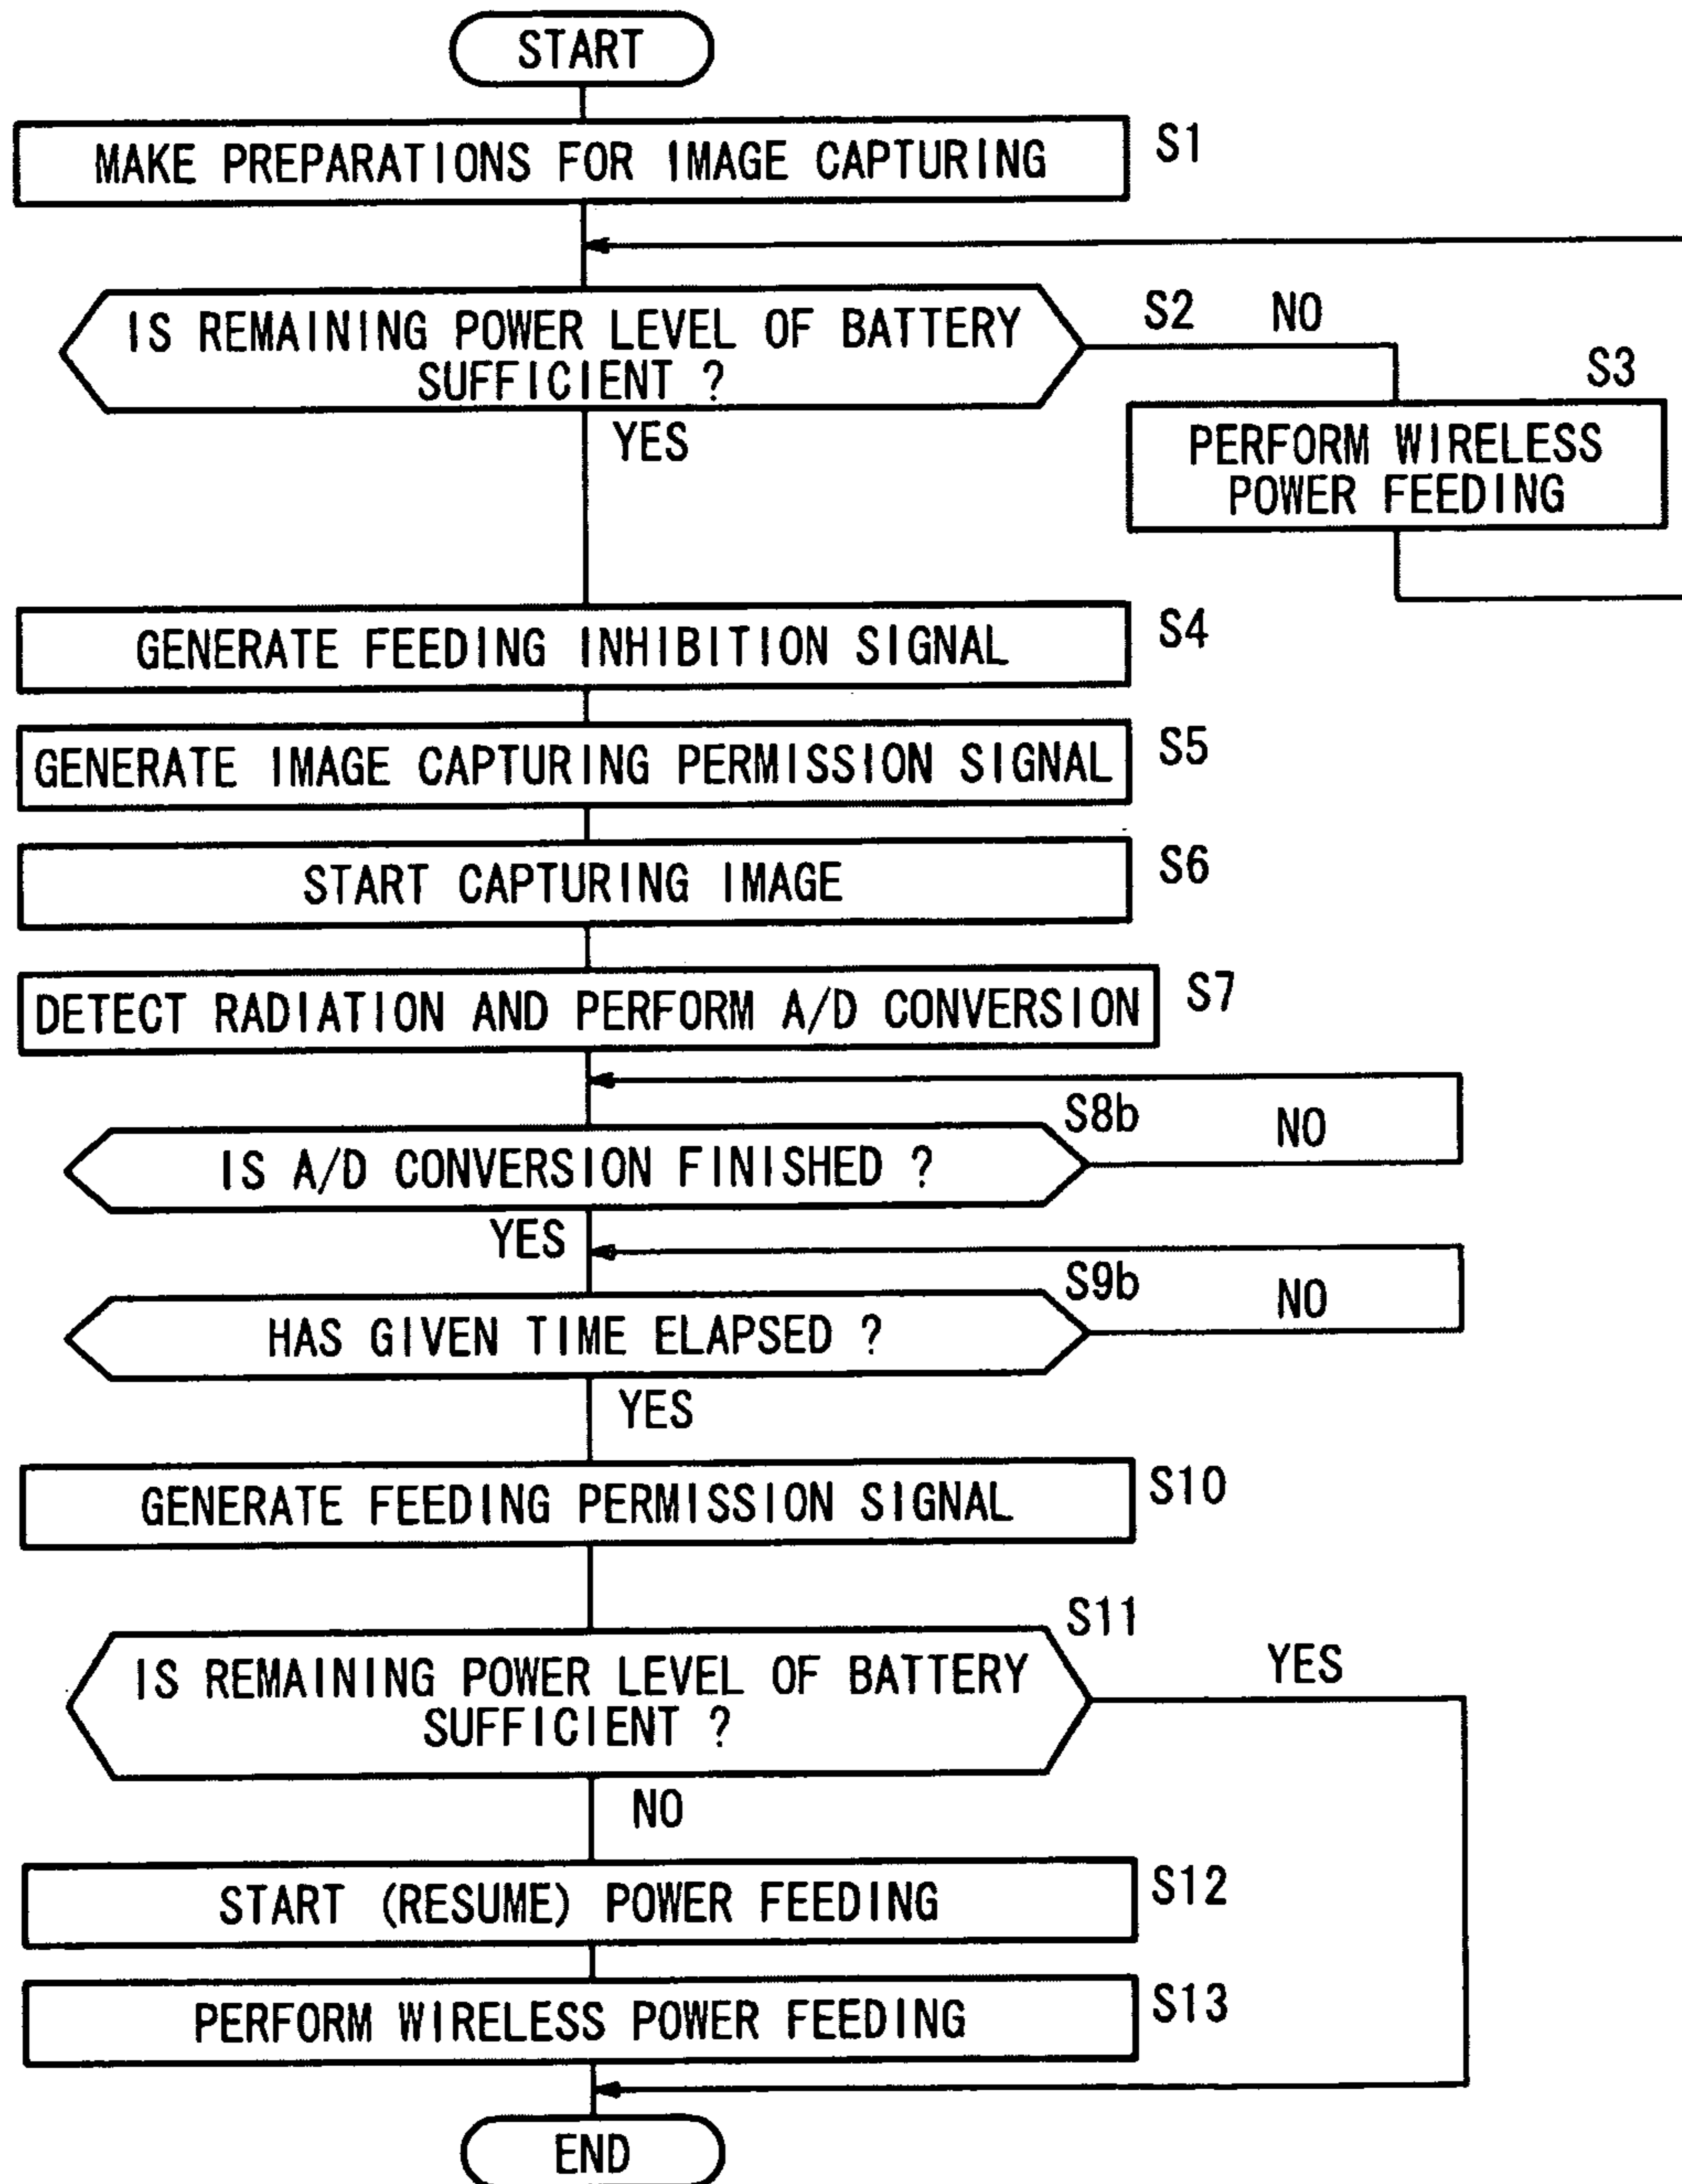 START
MAKE PREPARATIONS FOR IMAGE CAPTURING
S1
IS REMAINING POWER LEVEL OF BATTERY
SUFFICIENT ?
S2
NO
YES
S3
PERFORM WIRELESS
POWER FEEDING
GENERATE FEEDING INHIBITION SIGNAL
S4
GENERATE IMAGE CAPTURING PERMISSION SIGNAL
S5
START CAPTURING IMAGE
S6
DETECT RADIATION AND PERFORM A/D CONVERSION
S7
IS A/D CONVERSION FINISHED ?
S8b
NO
YES
HAS GIVEN TIME ELAPSED ?
S9b
NO
YES
GENERATE FEEDING PERMISSION SIGNAL
S10
IS REMAINING POWER LEVEL OF BATTERY
SUFFICIENT ?
S11
YES
NO
START (RESUME) POWER FEEDING
S12
PERFORM WIRELESS POWER FEEDING
S13
END